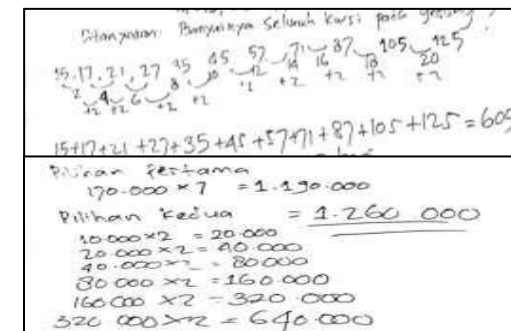 Ditanyakan: Banyaknya seluruh kursi pada gedung?
15, 17, 21, 27 35 45 57 71 87 105 125
2 4 6 8 10 12 14 16 18 20
+2 +2 +2 +2 +2 +2 +2 +2
15+17+21+27+35+45+57+71+87+105+125=605
Pilihan Pertama
170.000 × 7 = 1.190.000
Pilihan Kedua = 1.260 000
10.000×2 = 20.000
20.000×2 = 40.000
40.000×2 = 80.000
80 000 ×2 = 160.000
160 000 ×2 = 320.000
320 000 ×2 = 640.000